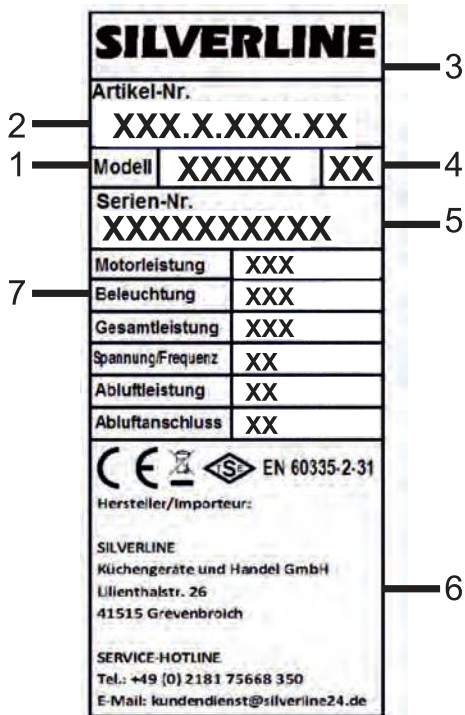 SILVERLINE
3
Artikel-Nr.
2
XXX.X.XXX.XX
1 Modell XXXXX XX 4
Serien-Nr.
XXXXXXXXXX 5
Motorleistung XXX
7 Beleuchtung XXX
Gesamtleistung XXX
Spannung/Frequenz XX
Abluftleistung XX
Abluftanschluss XX
CE TSE EN 60335-2-31
Hersteller/Importeur:
SILVERLINE
Küchengeräte und Handel GmbH
Lilienthalstr. 26 6
41515 Grevenbroich
SERVICE-HOTLINE
Tel.: +49 (0) 2181 75668 350
E-Mail: kundendienst@silverline24.de